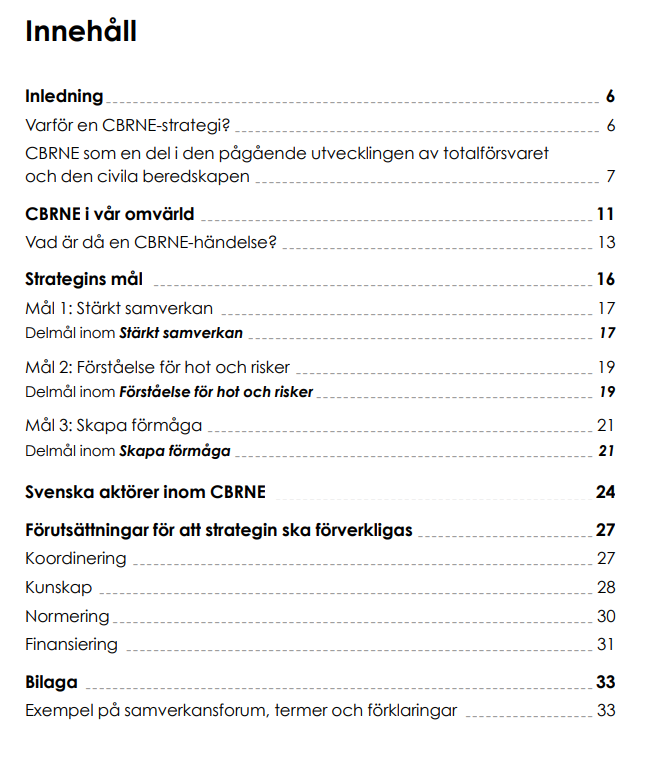 Innehåll
Inledning 6
Varför en CBRNE-strategi? 6
CBRNE som en del i den pågående utvecklingen av totalförsvaret
och den civila beredskapen 7
CBRNE i vår omvärld 11
Vad är då en CBRNE-händelse? 13
Strategins mål 16
Mål 1: Stärkt samverkan 17
Delmål inom Stärkt samverkan 17
Mål 2: Förståelse för hot och risker 19
Delmål inom Förståelse för hot och risker 19
Mål 3: Skapa förmåga 21
Delmål inom Skapa förmåga 21
Svenska aktörer inom CBRNE 24
Förutsättningar för att strategin ska förverkligas 27
Koordinering 27
Kunskap 28
Normering 30
Finansiering 31
Bilaga 33
Exempel på samverkansforum, termer och förklaringar 33